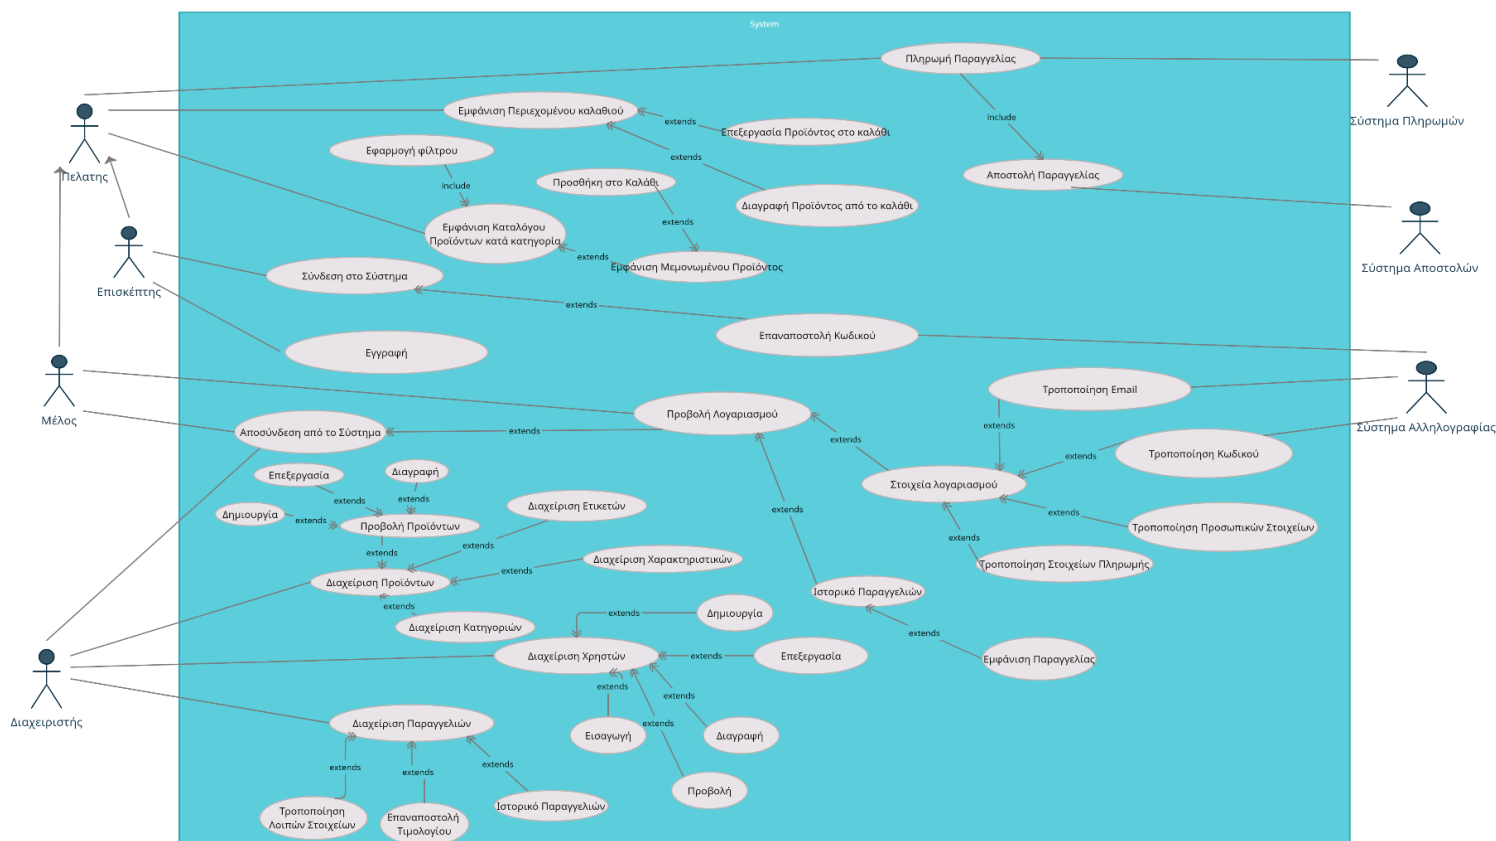 System
Πληρωμή Παραγγελίας
Εμφάνιση Περιεχομένου καλαθιού
extends
Επεξεργασία Προϊόντος στο καλάθι
include
Σύστημα Πληρωμών
Εφαρμογή φίλτρου
extends
Πελατης
include
Προσθήκη στο Καλάθι
Αποστολή Παραγγελίας
Διαγραφή Προϊόντος από το καλάθι
extends
Εμφάνιση Καταλόγου
Προϊόντων κατά κατηγορία
extends
Εμφάνιση Μεμονωμένου Προϊόντος
Σύστημα Αποστολών
Σύνδεση στο Σύστημα
Επισκέπτης
extends
Επαναποστολή Κωδικού
Εγγραφή
Τροποποίηση Email
Μέλος
Προβολή Λογαριασμού
Σύστημα Αλληλογραφίας
extends
Αποσύνδεση από το Σύστημα
extends
extends
extends
Τροποποίηση Κωδικού
Επεξεργασία
Διαγραφή
Στοιχεία λογαριασμού
extends
extends
Διαχείριση Ετικετών
Δημιουργία
extends
Προβολή Προϊόντων
extends
extends
Τροποποίηση Προσωπικών Στοιχείων
extends
extends
extends
Διαχείριση Χαρακτηριστικών
Τροποποίηση Στοιχείων Πληρωμής
extends
Διαχείριση Προϊόντων
Ιστορικό Παραγγελιών
extends
extends
Δημιουργία
Διαχείριση Κατηγοριών
extends
Διαχείριση Χρηστών
extends
Επεξεργασία
Εμφάνιση Παραγγελίας
extends
extends
Διαχειριστής
Διαχείριση Παραγγελιών
extends
Εισαγωγή
Διαγραφή
extends
extends
extends
Προβολή
Ιστορικό Παραγγελιών
Τροποποίηση
Λοιπών Στοιχείων
Επαναποστολή
Τιμολογίου